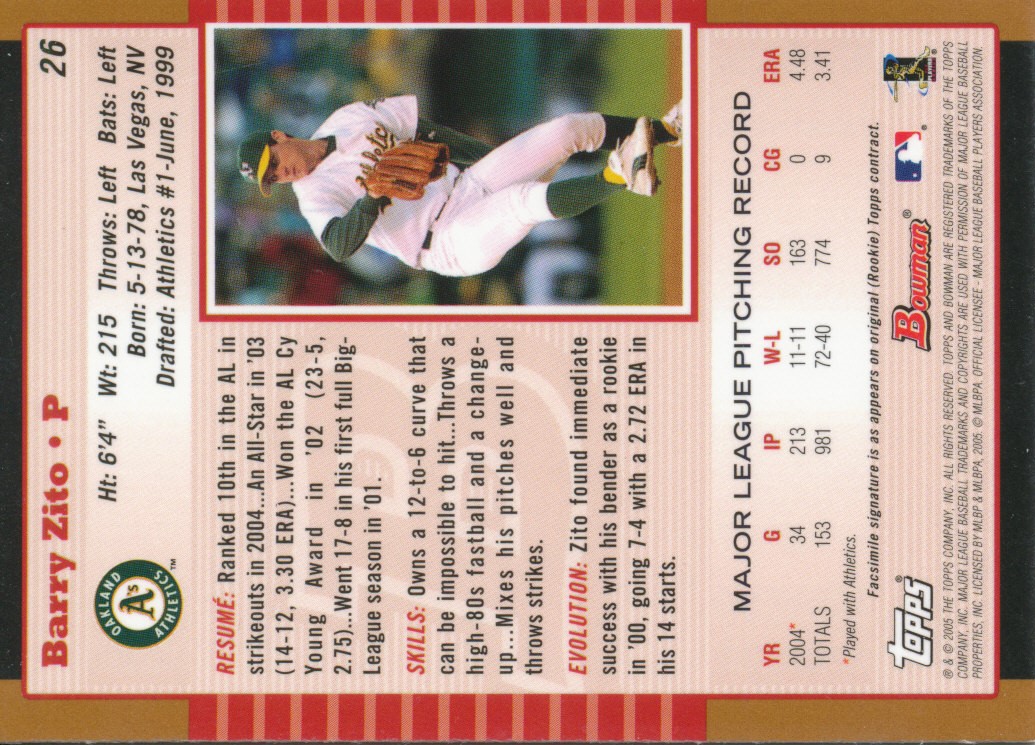 Barry Zito • P
26
OAKLAND
A's
ATHLETICS
™
Ht: 6'4" Wt: 215 Throws: Left Bats: Left
Born: 5-13-78, Las Vegas, NV
Drafted: Athletics #1-June, 1999
RESUMÉ: Ranked 10th in the AL in
strikeouts in 2004...An All-Star in '03
(14-12, 3.30 ERA)...Won the AL Cy
Young Award in '02 (23-5,
2.75)...Went 17-8 in his first full Big-
League season in '01.
SKILLS: Owns a 12-to-6 curve that
can be impossible to hit...Throws a
high-80s fastball and a change-
up...Mixes his pitches well and
throws strikes.
EVOLUTION: Zito found immediate
success with his bender as a rookie
in '00, going 7-4 with a 2.72 ERA in
his 14 starts.
Athletics
MAJOR LEAGUE PITCHING RECORD
YR G IP W-L SO CG ERA
2004* 34 213 11-11 163 0 4.48
TOTALS 153 981 72-40 774 9 3.41
*Played with Athletics.
Facsimile signature is as appears on original (Rookie) Topps contract.
Topps® Bowman® ®
® & © 2005 THE TOPPS COMPANY, INC. ALL RIGHTS RESERVED. TOPPS AND BOWMAN ARE REGISTERED TRADEMARKS OF THE TOPPS
COMPANY, INC. MAJOR LEAGUE BASEBALL TRADEMARKS AND COPYRIGHTS ARE USED WITH PERMISSION OF MAJOR LEAGUE BASEBALL
PROPERTIES, INC. LICENSED BY MLBP & MLBPA, 2005. © MLBPA. OFFICIAL LICENSEE - MAJOR LEAGUE BASEBALL PLAYERS ASSOCIATION.